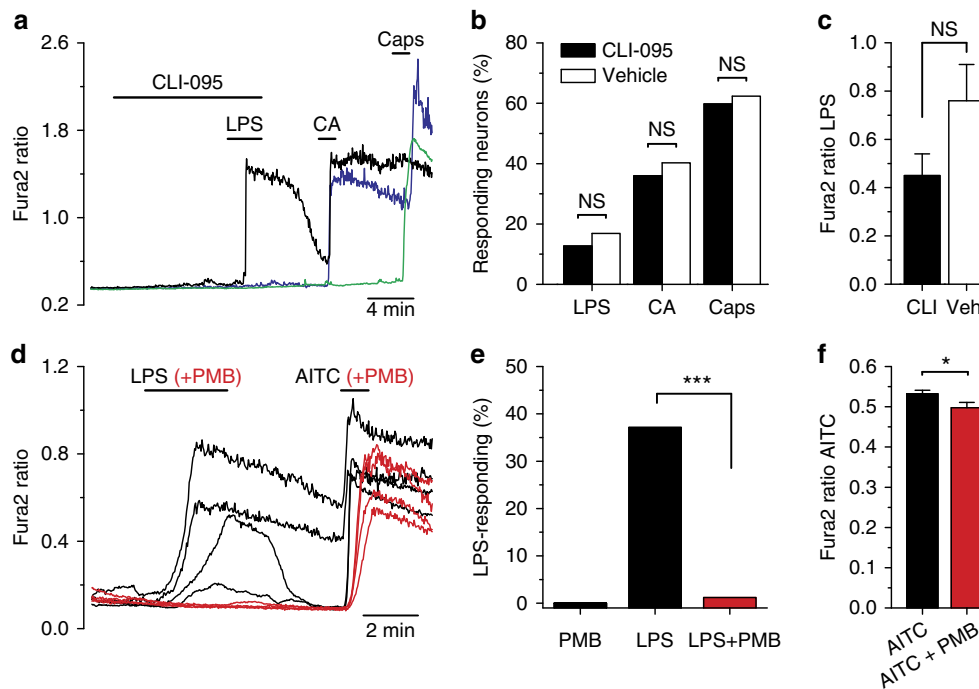 a
2.6
1.8
1.0
0.2
Fura2 ratio
CLI-095
LPS
CA
Caps
4 min
b
80
60
40
20
0
Responding neurons (%)
CLI-095
Vehicle
NS
NS
NS
LPS
CA
Caps
c
NS
1.0
0.8
0.6
0.4
0.2
0.0
Fura2 ratio LPS
CLI
Veh
d
1.2
0.8
0.4
0.0
Fura2 ratio
LPS (+PMB)
AITC (+PMB)
2 min
e
50
40
30
20
10
0
LPS-responding (%)
***
PMB
LPS
LPS+PMB
f
0.6
0.5
0.5
0.3
0.2
0.1
0.0
Fura2 ratio AITC
*
AITC
AITC + PMB